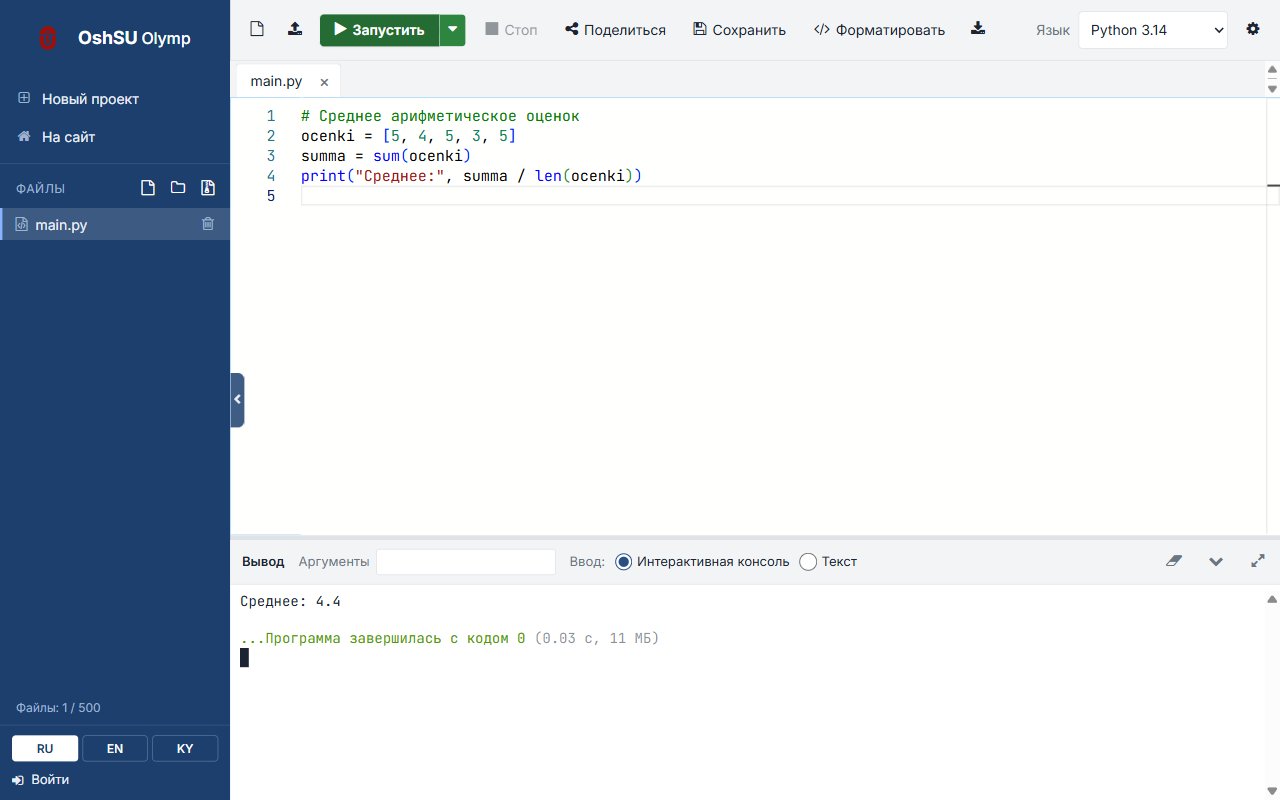 OshSU Olymp
Новый проект
На сайт
ФАЙЛЫ
main.py
Файлы: 1 / 500
RU EN KY
Войти
Запустить Стоп Поделиться Сохранить Форматировать Язык Python 3.14
main.py ×
1 # Среднее арифметическое оценок
2 ocenki = [5, 4, 5, 3, 5]
3 summa = sum(ocenki)
4 print("Среднее:", summa / len(ocenki))
5
Вывод Аргументы Ввод: Интерактивная консоль Текст
Среднее: 4.4
...Программа завершилась с кодом 0 (0.03 с, 11 МБ)